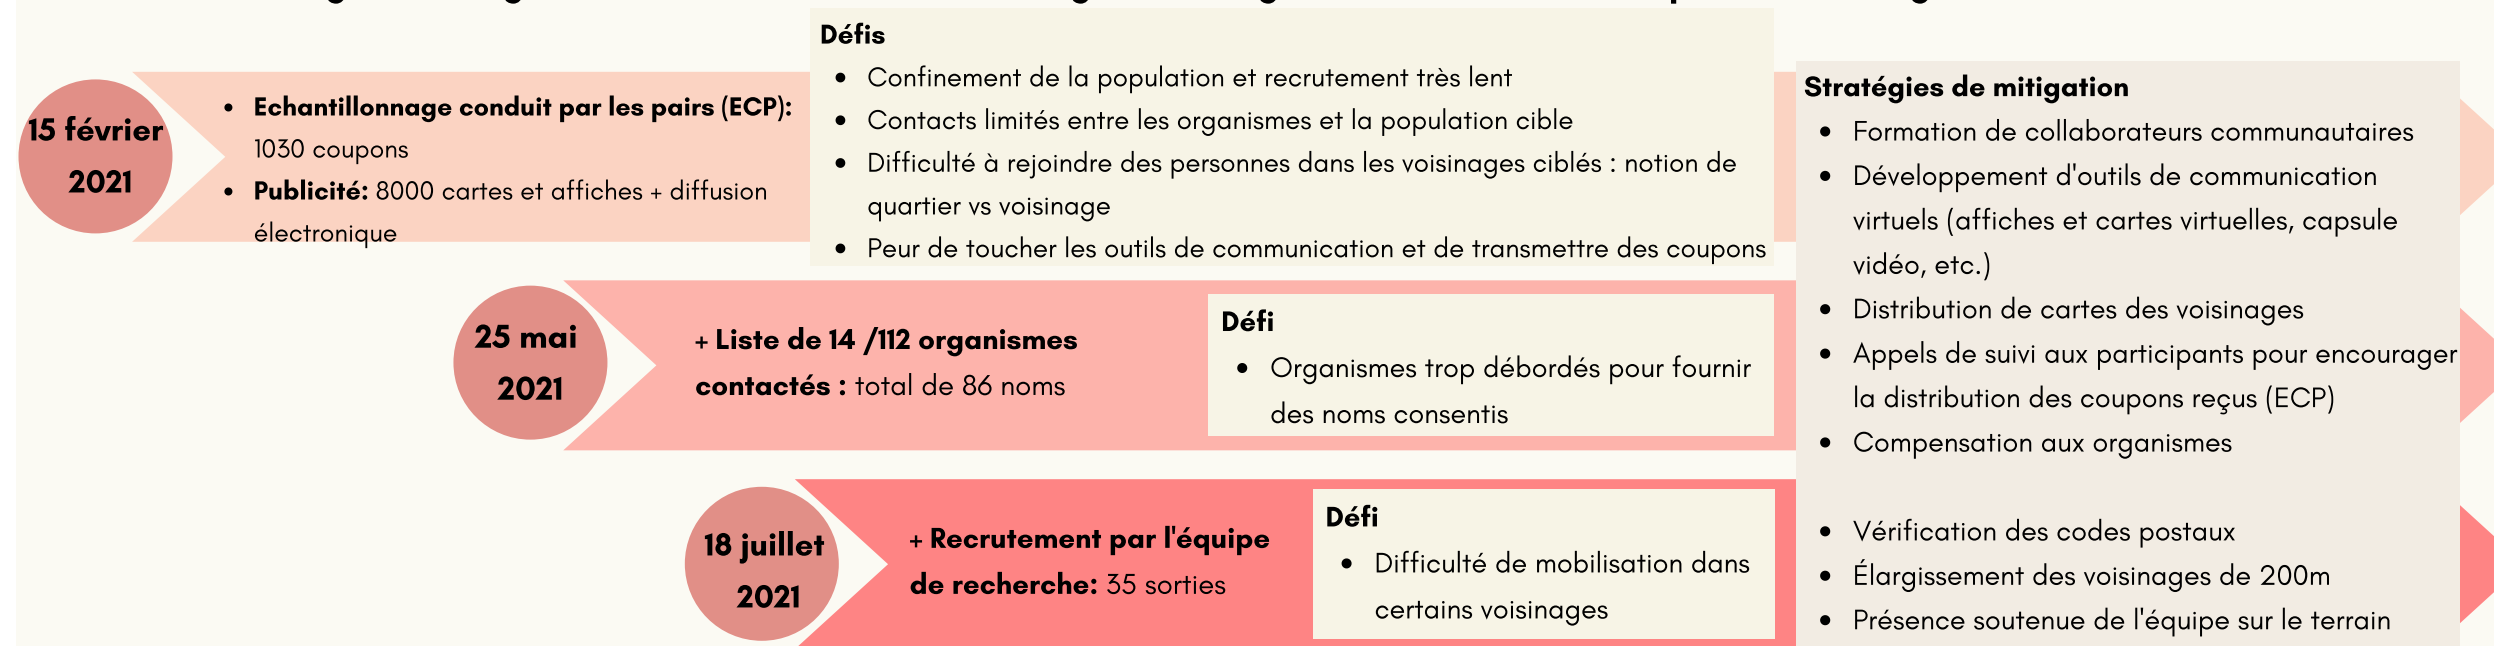 15 février
2021
• Echantillonnage conduit par les pairs (ECP):
1030 coupons
• Publicité: 8000 cartes et affiches + diffusion
électronique
Défis
• Confinement de la population et recrutement très lent
• Contacts limités entre les organismes et la population cible
• Difficulté à rejoindre des personnes dans les voisinages ciblés : notion de
quartier vs voisinage
• Peur de toucher les outils de communication et de transmettre des coupons
25 mai
2021
+ Liste de 14 /112 organismes
contactés : total de 86 noms
Défi
• Organismes trop débordés pour fournir
des noms consentis
18 juillet
2021
+ Recrutement par l'équipe
de recherche: 35 sorties
Défi
• Difficulté de mobilisation dans
certains voisinages
Stratégies de mitigation
• Formation de collaborateurs communautaires
• Développement d'outils de communication
virtuels (affiches et cartes virtuelles, capsule
vidéo, etc.)
• Distribution de cartes des voisinages
• Appels de suivi aux participants pour encourager
la distribution des coupons reçus (ECP)
• Compensation aux organismes
• Vérification des codes postaux
• Élargissement des voisinages de 200m
• Présence soutenue de l'équipe sur le terrain